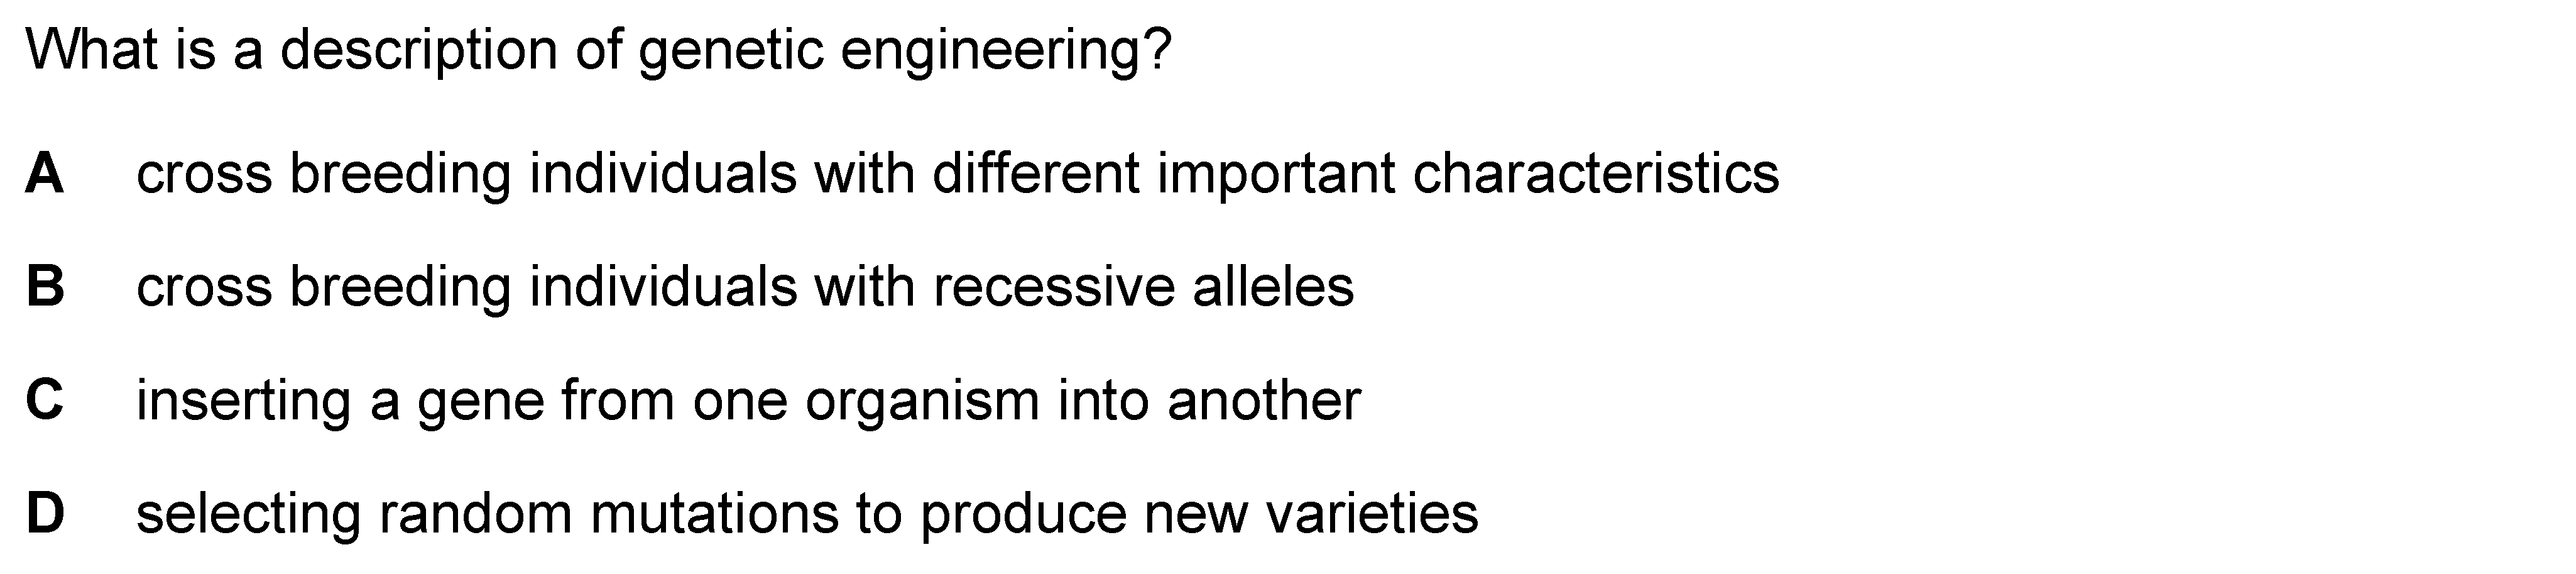 What is a description of genetic engineering?
A cross breeding individuals with different important characteristics
B cross breeding individuals with recessive alleles
C inserting a gene from one organism into another
D selecting random mutations to produce new varieties